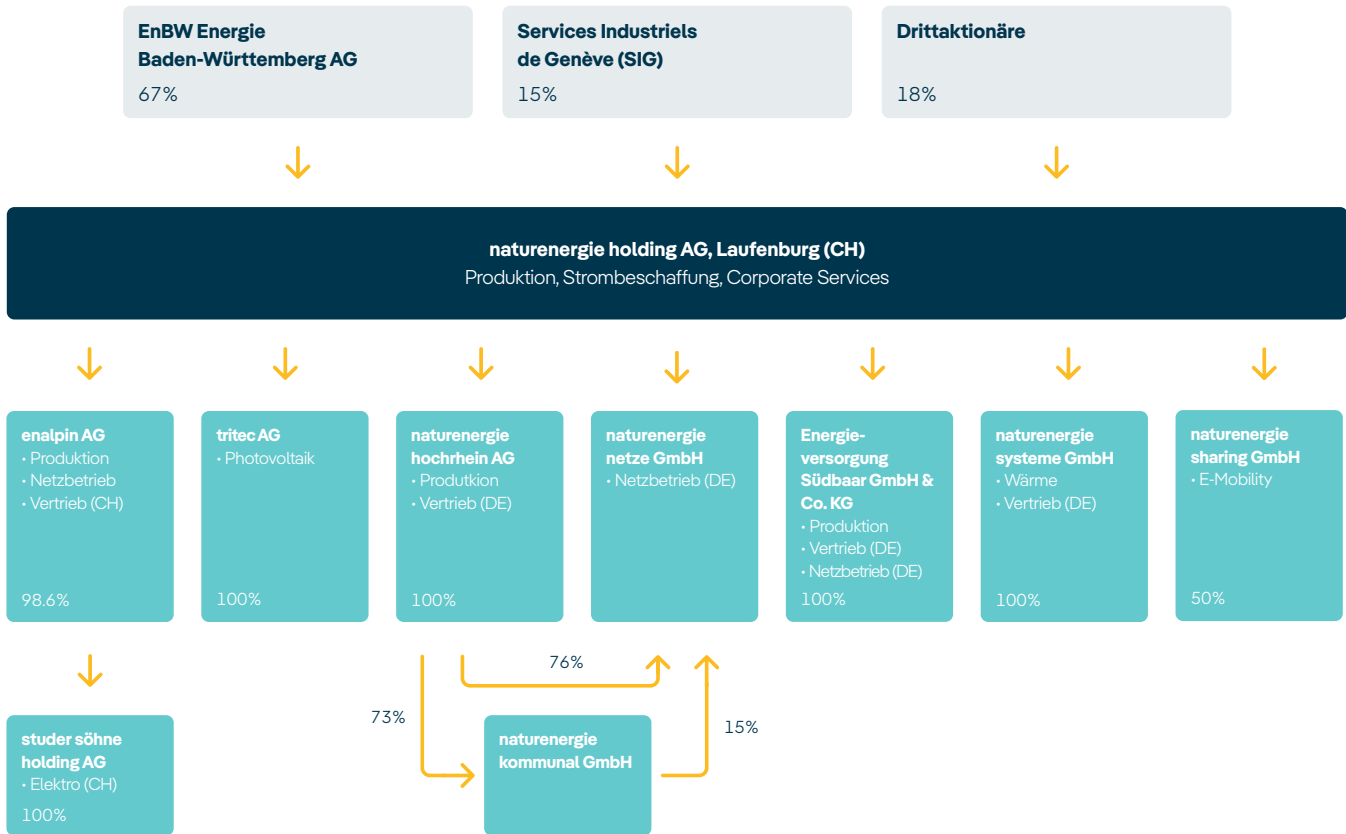 EnBW Energie
Baden-Württemberg AG
67%
Services Industriels
de Genève (SIG)
15%
Drittaktionäre
18%
naturenergie holding AG, Laufenburg (CH)
Produktion, Strombeschaffung, Corporate Services
enalpin AG
• Produktion
• Netzbetrieb
• Vertrieb (CH)
98.6%
tritec AG
• Photovoltaik
100%
naturenergie
hochrhein AG
• Produtkion
• Vertrieb (DE)
100%
naturenergie
netze GmbH
• Netzbetrieb (DE)
Energie-
versorgung
Südbaar GmbH &
Co. KG
• Produktion
• Vertrieb (DE)
• Netzbetrieb (DE)
100%
naturenergie
systeme GmbH
• Wärme
• Vertrieb (DE)
100%
naturenergie
sharing GmbH
• E-Mobility
50%
76%
73%
15%
studer söhne
holding AG
• Elektro (CH)
100%
naturenergie
kommunal GmbH